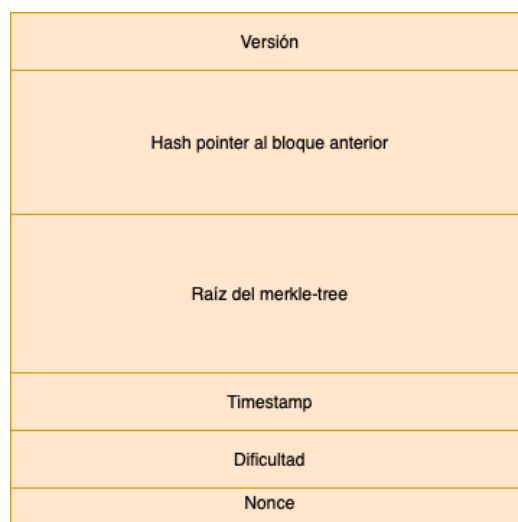 Versión
Hash pointer al bloque anterior
Raíz del merkle-tree
Timestamp
Dificultad
Nonce